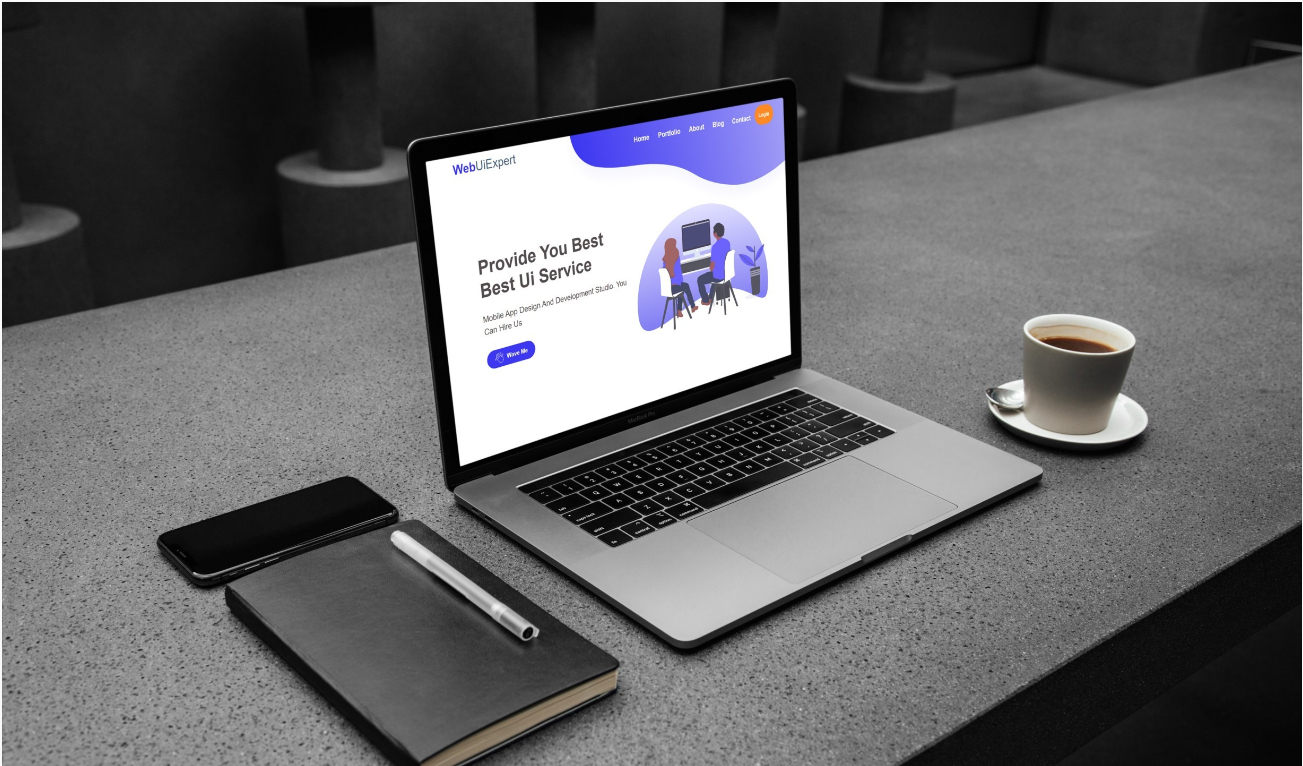 WebUiExpert
Home Portfolio About Blog Contact Login
Provide You Best
Best Ui Service
Mobile App Design And Development Studio. You
Can Hire Us
Wave Me
MacBook Pro